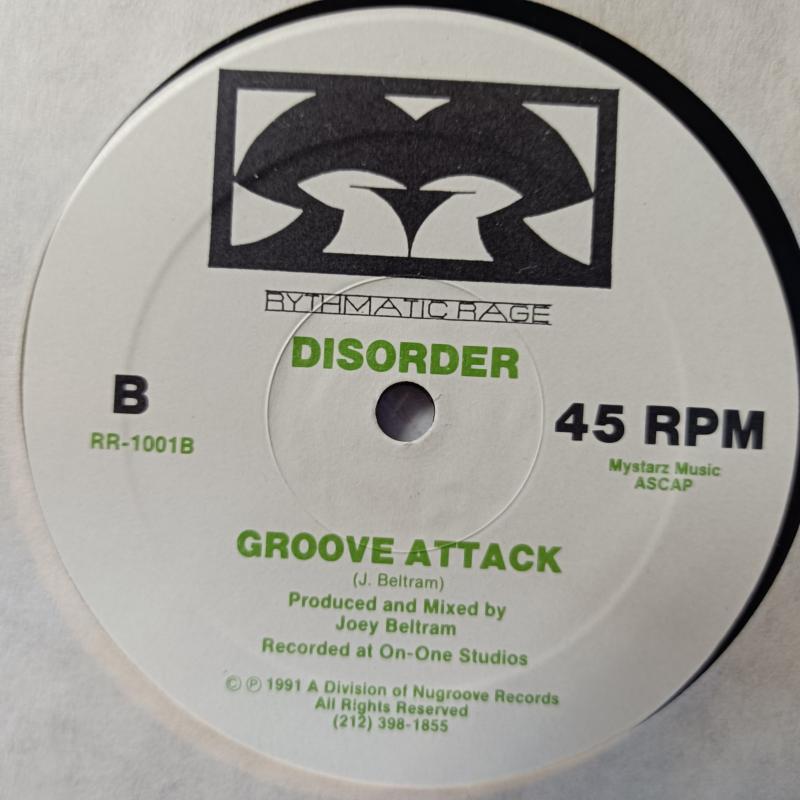 RYTHMATIC RAGE
DISORDER
B
RR-1001B
45 RPM
Mystarz Music
ASCAP
GROOVE ATTACK
(J. Beltram)
Produced and Mixed by
Joey Beltram
Recorded at On-One Studios
© ℗ 1991 A Division of Nugroove Records
All Rights Reserved
(212) 398-1855